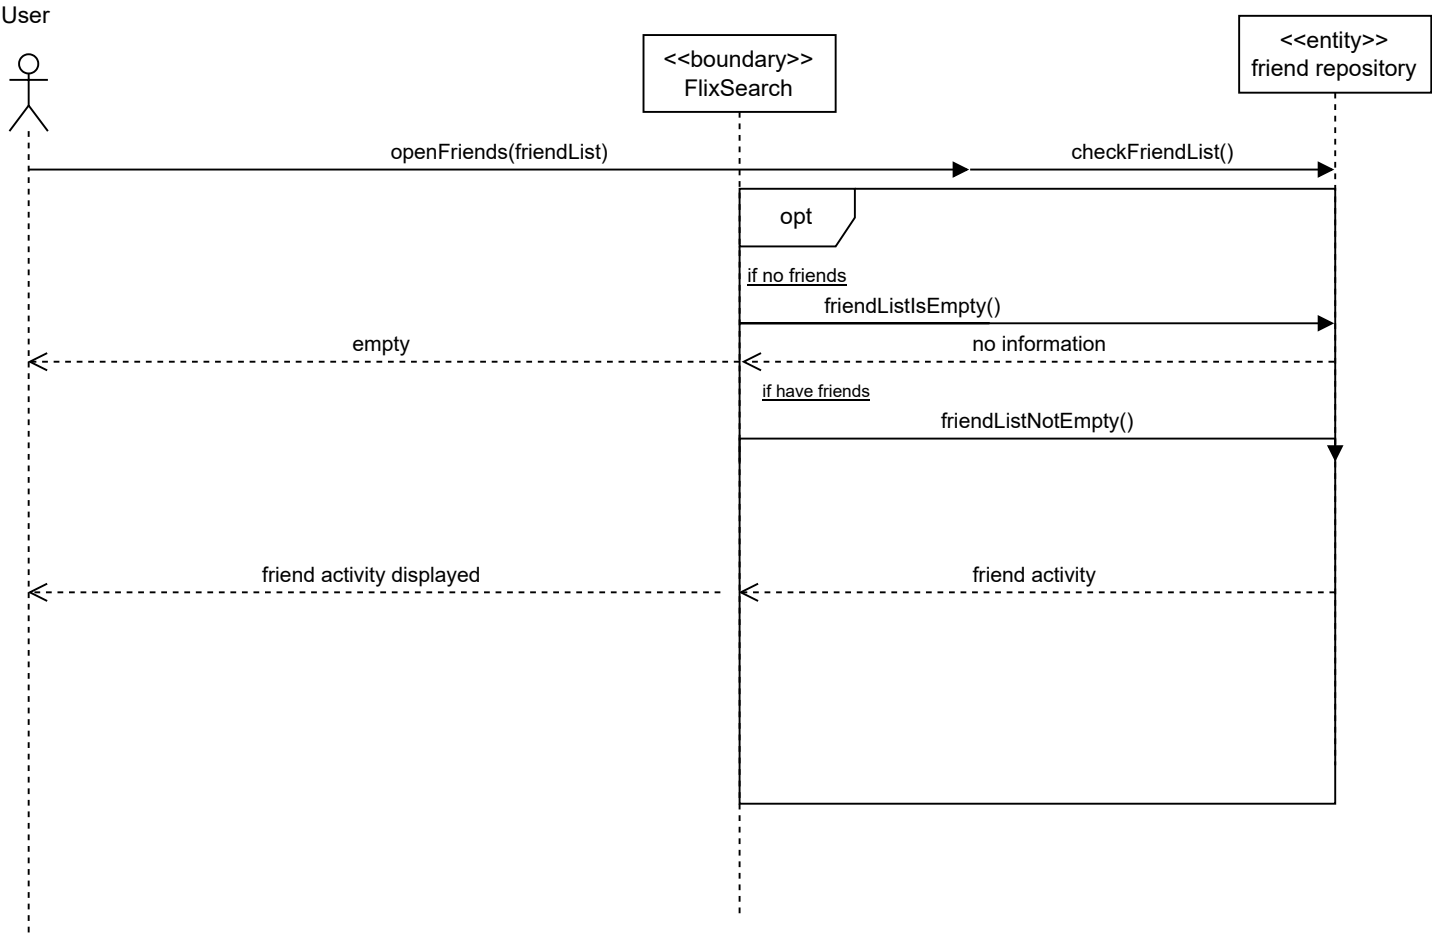 User
<<boundary>>
FlixSearch
<<entity>>
friend repository
openFriends(friendList)
checkFriendList()
opt
if no friends
friendListIsEmpty()
empty
no information
if have friends
friendListNotEmpty()
friend activity displayed
friend activity